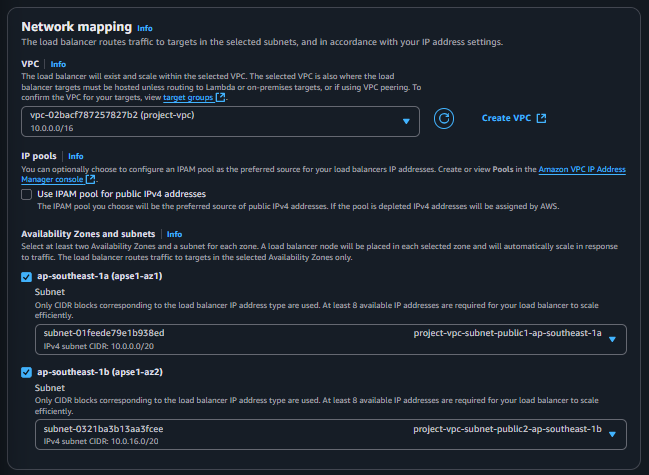 Network mapping Info
The load balancer routes traffic to targets in the selected subnets, and in accordance with your IP address settings.
VPC Info
The load balancer will exist and scale within the selected VPC. The selected VPC is also where the load
balancer targets must be hosted unless routing to Lambda or on-premises targets, or if using VPC peering. To
confirm the VPC for your targets, view target groups.
vpc-02bacf787257827b2 (project-vpc)
10.0.0.0/16
Create VPC
IP pools Info
You can optionally choose to configure an IPAM pool as the preferred source for your load balancers IP addresses. Create or view Pools in the Amazon VPC IP Address
Manager console.
Use IPAM pool for public IPv4 addresses
The IPAM pool you choose will be the preferred source of public IPv4 addresses. If the pool is depleted IPv4 addresses will be assigned by AWS.
Availability Zones and subnets Info
Select at least two Availability Zones and a subnet for each zone. A load balancer node will be placed in each selected zone and will automatically scale in response
to traffic. The load balancer routes traffic to targets in the selected Availability Zones only.
ap-southeast-1a (apse1-az1)
Subnet
Only CIDR blocks corresponding to the load balancer IP address type are used. At least 8 available IP addresses are required for your load balancer to scale
efficiently.
subnet-01feede79e1b938ed project-vpc-subnet-public1-ap-southeast-1a
IPv4 subnet CIDR: 10.0.0.0/20
ap-southeast-1b (apse1-az2)
Subnet
Only CIDR blocks corresponding to the load balancer IP address type are used. At least 8 available IP addresses are required for your load balancer to scale
efficiently.
subnet-0321ba3b13aa3fcee project-vpc-subnet-public2-ap-southeast-1b
IPv4 subnet CIDR: 10.0.16.0/20